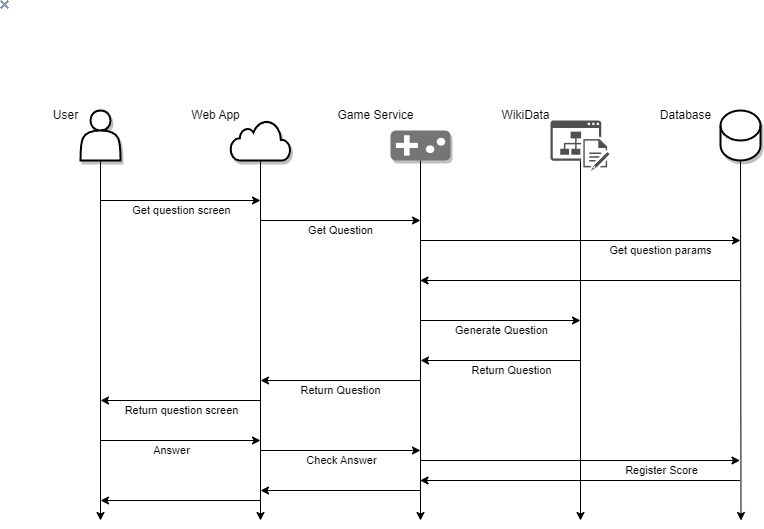 User
Web App
Game Service
WikiData
Database
Get question screen
Get Question
Get question params
Generate Question
Return Question
Return Question
Return question screen
Answer
Check Answer
Register Score